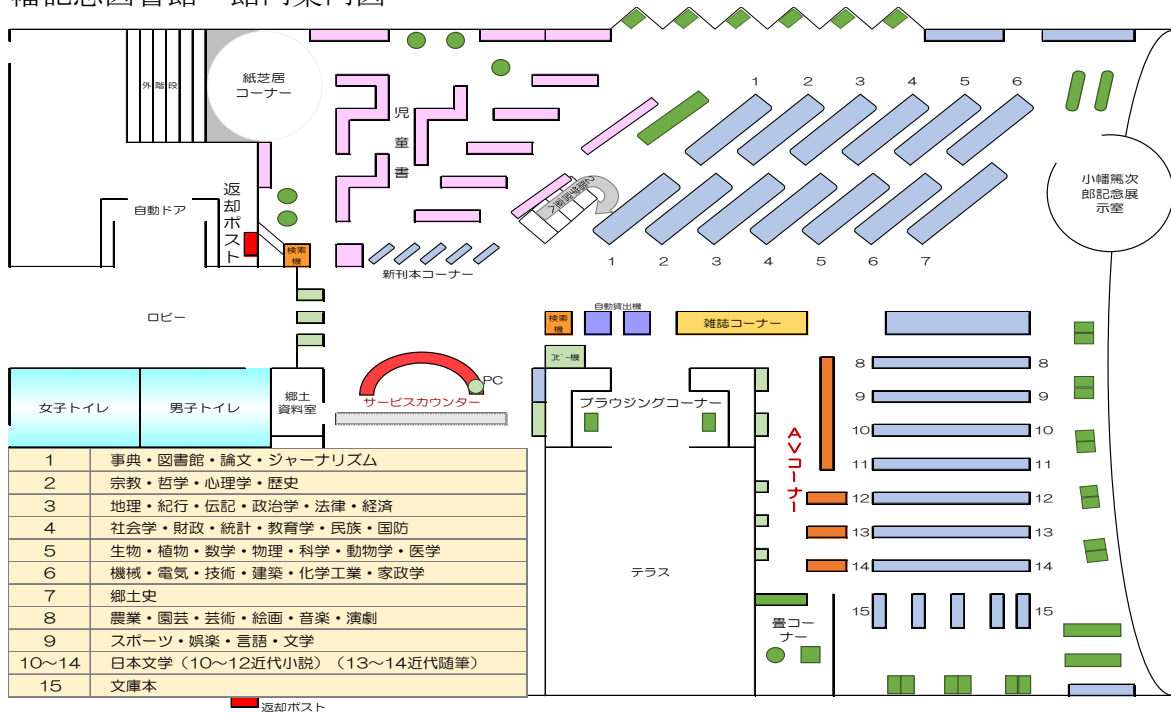 幡記念図書館 館内案内図
外階段
紙芝居
コーナー
児童書
1 2 3 4 5 6
小幡篤次
郎記念展
示室
自動ドア
返却ポスト
検索
機
新刊本コーナー
1 2 3 4 5 6 7
ロビー
自動貸出機
検索
機
雑誌コーナー
コピー機
PC
サービスカウンター
女子トイレ
男子トイレ
郷土
資料室
ブラウジングコーナー
AVコーナー
8 8
9 9
10 10
11 11
12 12
13 13
14 14
15 15
テラス
畳コー
ナー
1 事典・図書館・論文・ジャーナリズム
2 宗教・哲学・心理学・歴史
3 地理・紀行・伝記・政治学・法律・経済
4 社会学・財政・統計・教育学・民族・国防
5 生物・植物・数学・物理・科学・動物学・医学
6 機械・電気・技術・建築・化学工業・家政学
7 郷土史
8 農業・園芸・芸術・絵画・音楽・演劇
9 スポーツ・娯楽・言語・文学
10～14 日本文学（10～12近代小説）（13～14近代随筆）
15 文庫本
返却ポスト